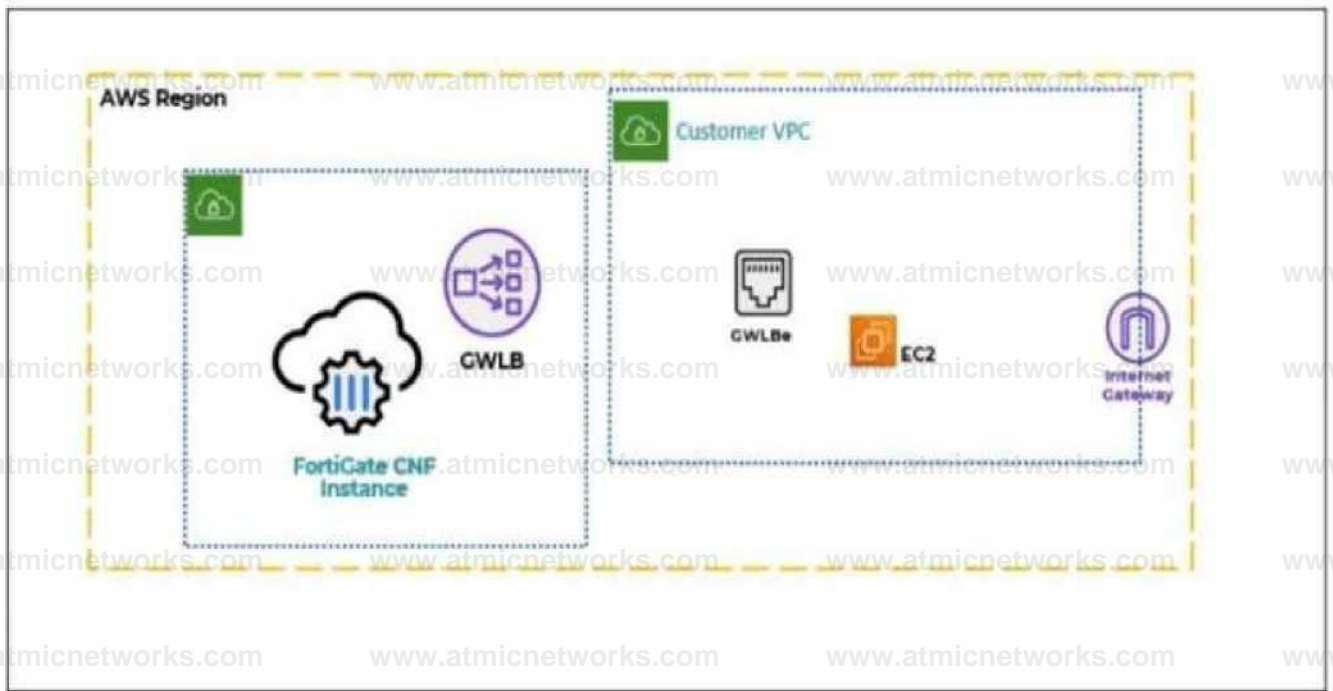 www.atmicnetworks.com
AWS Region
Customer VPC
GWLB
GWLBe
EC2
Internet
Gateway
FortiGate CNF
Instance